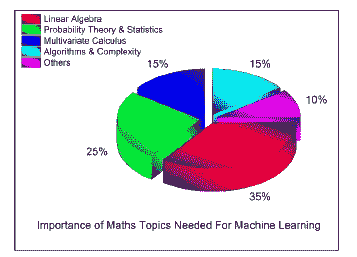 Linear Algebra
Probability Theory & Statistics
Multivariate Calculus
Algorithms & Complexity
Others
15%
15%
10%
25%
35%
Importance of Maths Topics Needed For Machine Learning